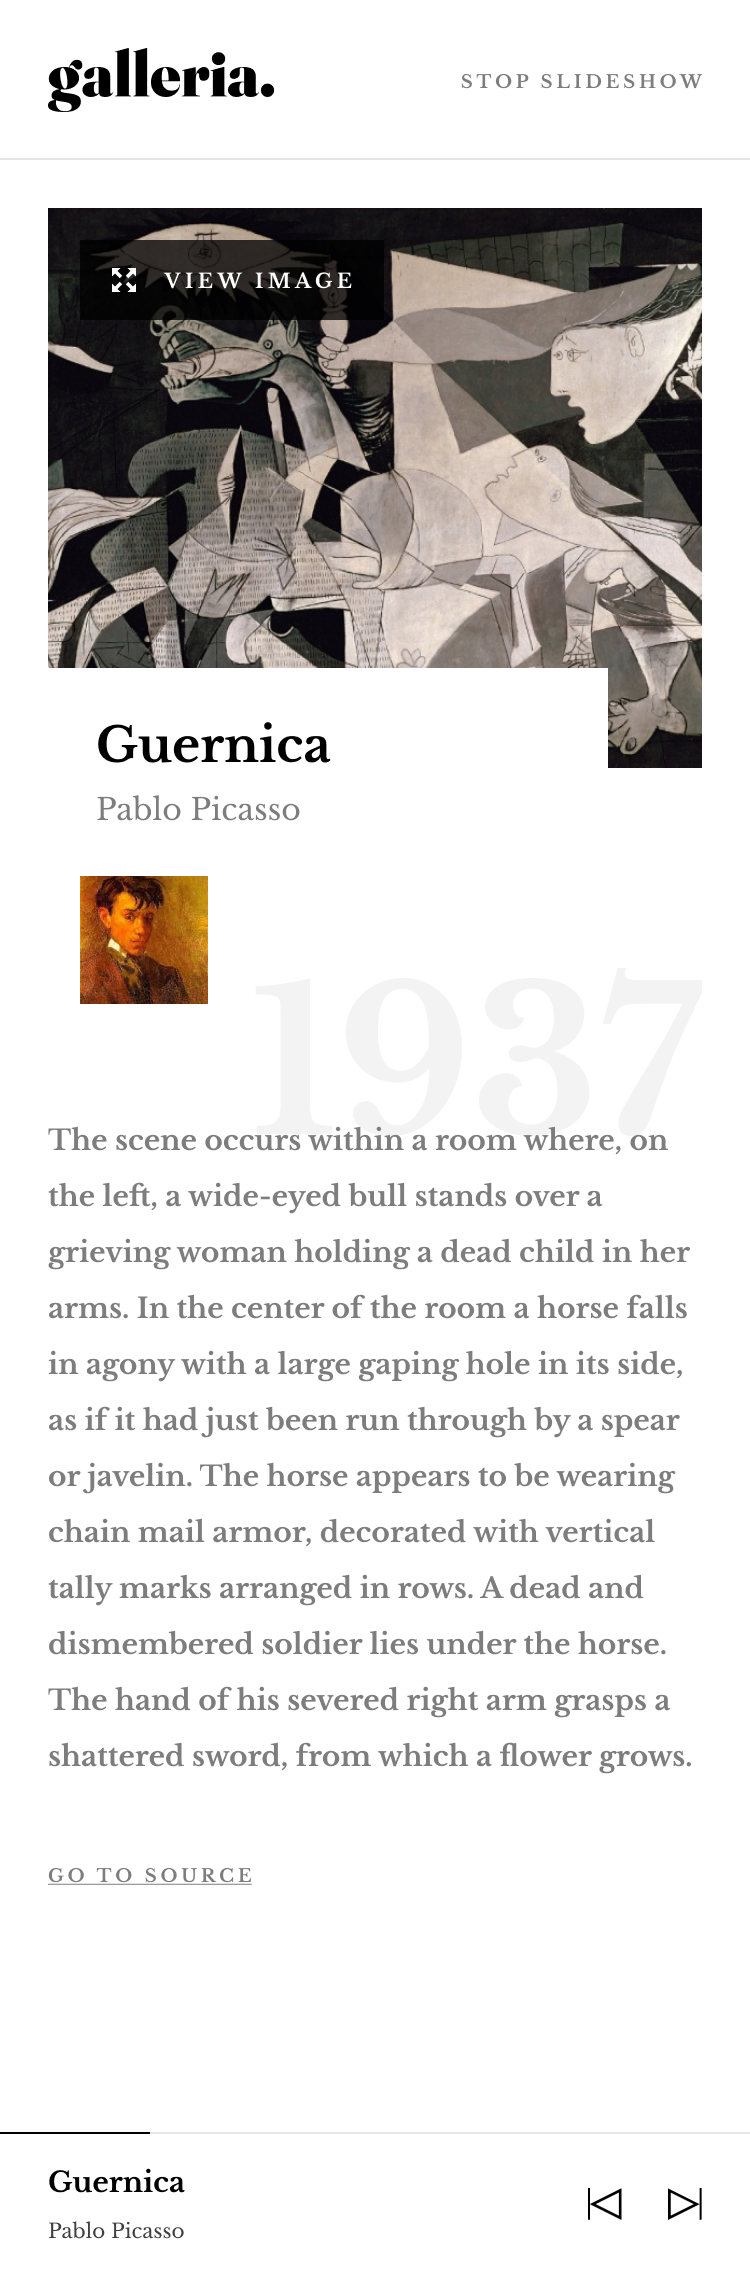 galleria.
STOP SLIDESHOW
VIEW IMAGE
Guernica
Pablo Picasso
1937
The scene occurs within a room where, on
the left, a wide-eyed bull stands over a
grieving woman holding a dead child in her
arms. In the center of the room a horse falls
in agony with a large gaping hole in its side,
as if it had just been run through by a spear
or javelin. The horse appears to be wearing
chain mail armor, decorated with vertical
tally marks arranged in rows. A dead and
dismembered soldier lies under the horse.
The hand of his severed right arm grasps a
shattered sword, from which a flower grows.
GO TO SOURCE
Guernica
Pablo Picasso